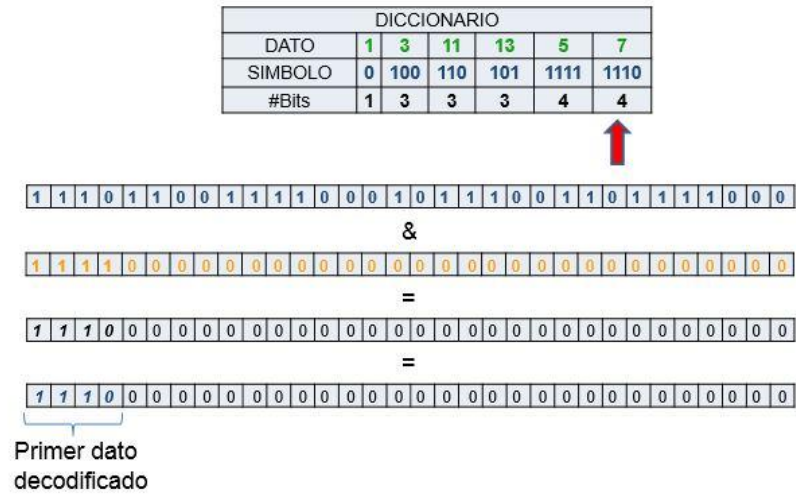 DICCIONARIO
DATO 1 3 11 13 5 7
SIMBOLO 0 100 110 101 1111 1110
#Bits 1 3 3 3 4 4
1 1 1 0 1 1 0 0 1 1 1 1 0 0 0 1 0 1 1 1 0 0 1 1 0 1 1 1 1 0 0 0
&
1 1 1 1 0 0 0 0 0 0 0 0 0 0 0 0 0 0 0 0 0 0 0 0 0 0 0 0 0 0 0 0
=
1 1 1 0 0 0 0 0 0 0 0 0 0 0 0 0 0 0 0 0 0 0 0 0 0 0 0 0 0 0 0 0
=
1 1 1 0 0 0 0 0 0 0 0 0 0 0 0 0 0 0 0 0 0 0 0 0 0 0 0 0 0 0 0 0
Primer dato
decodificado